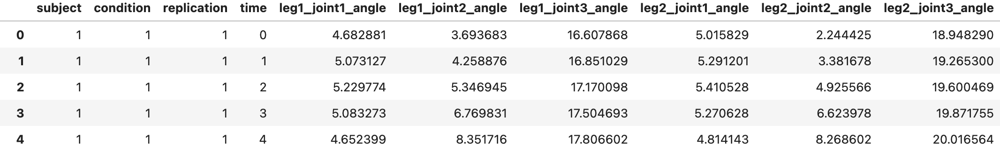 subject condition replication time leg1_joint1_angle leg1_joint2_angle leg1_joint3_angle leg2_joint1_angle leg2_joint2_angle leg2_joint3_angle
0 1 1 1 0 4.682881 3.693683 16.607868 5.015829 2.244425 18.948290
1 1 1 1 1 5.073127 4.258876 16.851029 5.291201 3.381678 19.265300
2 1 1 1 2 5.229774 5.346945 17.170098 5.410528 4.925566 19.600469
3 1 1 1 3 5.083273 6.769831 17.504693 5.270628 6.623978 19.871755
4 1 1 1 4 4.652399 8.351716 17.806602 4.814143 8.268602 20.016564